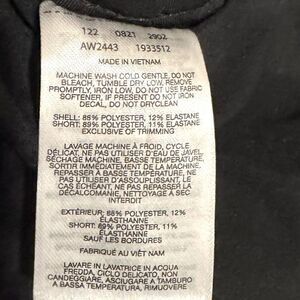 122 0821 2902
AW2443 1933512
MADE IN VIETNAM
MACHINE WASH COLD GENTLE, DO NOT
BLEACH, TUMBLE DRY LOW, REMOVE
PROMPTLY, IRON LOW, DO NOT USE FABRIC
SOFTENER, IF PRESENT DO NOT IRON
DECAL, DO NOT DRYCLEAN
SHELL: 88% POLYESTER, 12% ELASTANE
SHORT: 89% POLYESTER, 11% ELASTANE
EXCLUSIVE OF TRIMMING
LAVAGE MACHINE À FROID, CYCLE
DÉLICAT, NE PAS UTILISER D'EAU DE JAVEL,
SÉCHAGE MACHINE, BASSE TEMPÉRATURE,
SORTIR IMMÉDIATEMENT DE LA MACHINE,
REPASSER À BASSE TEMPÉRATURE, NE
PAS UTILISER D'ASSOUPLISSANT, LE
CAS ÉCHÉANT, NE PAS REPASSER LA
DÉCALCOMANIE, NETTOYAGE À SEC
INTERDIT
EXTÉRIEUR: 88% POLYESTER, 12%
ÉLASTHANNE
SHORT: 89% POLYESTER, 11%
ÉLASTHANNE
SAUF LES BORDURES
FABRIQUÉ AU VIÊT NAM
LAVARE IN LAVATRICE IN ACQUA
FREDDA, CICLO DELICATO, NON
CANDEGGIARE, ASCIUGARE A TAMBURO
A BASSA TEMPERATURA, RIMUOVERE